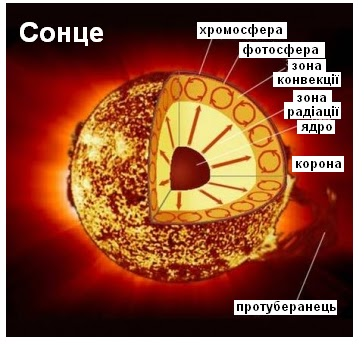 Сонце
хромосфера
фотосфера
зона
конвекції
зона
радіації
ядро
корона
протуберанець